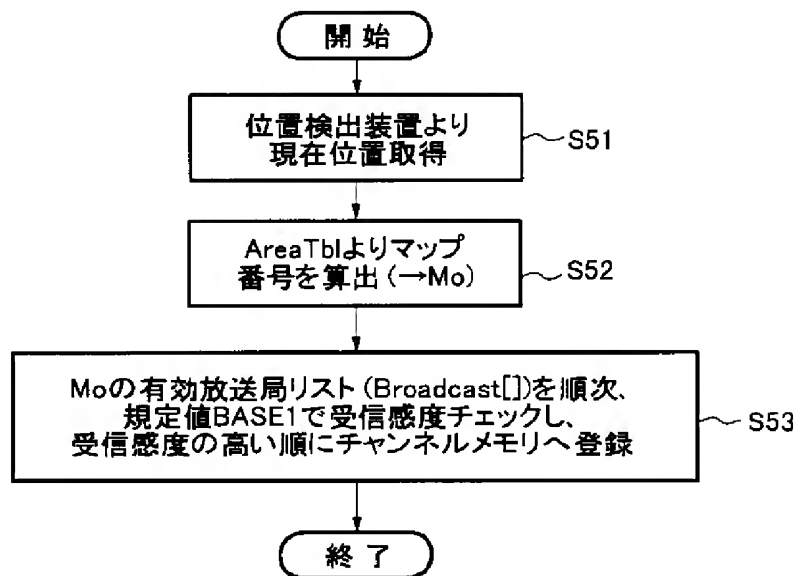 開始
位置検出装置より
現在位置取得
S51
AreaTblよりマップ
番号を算出(→Mo)
S52
Moの有効放送局リスト(Broadcast[])を順次、
規定値BASE1で受信感度チェックし、
受信感度の高い順にチャンネルメモリへ登録
S53
終了